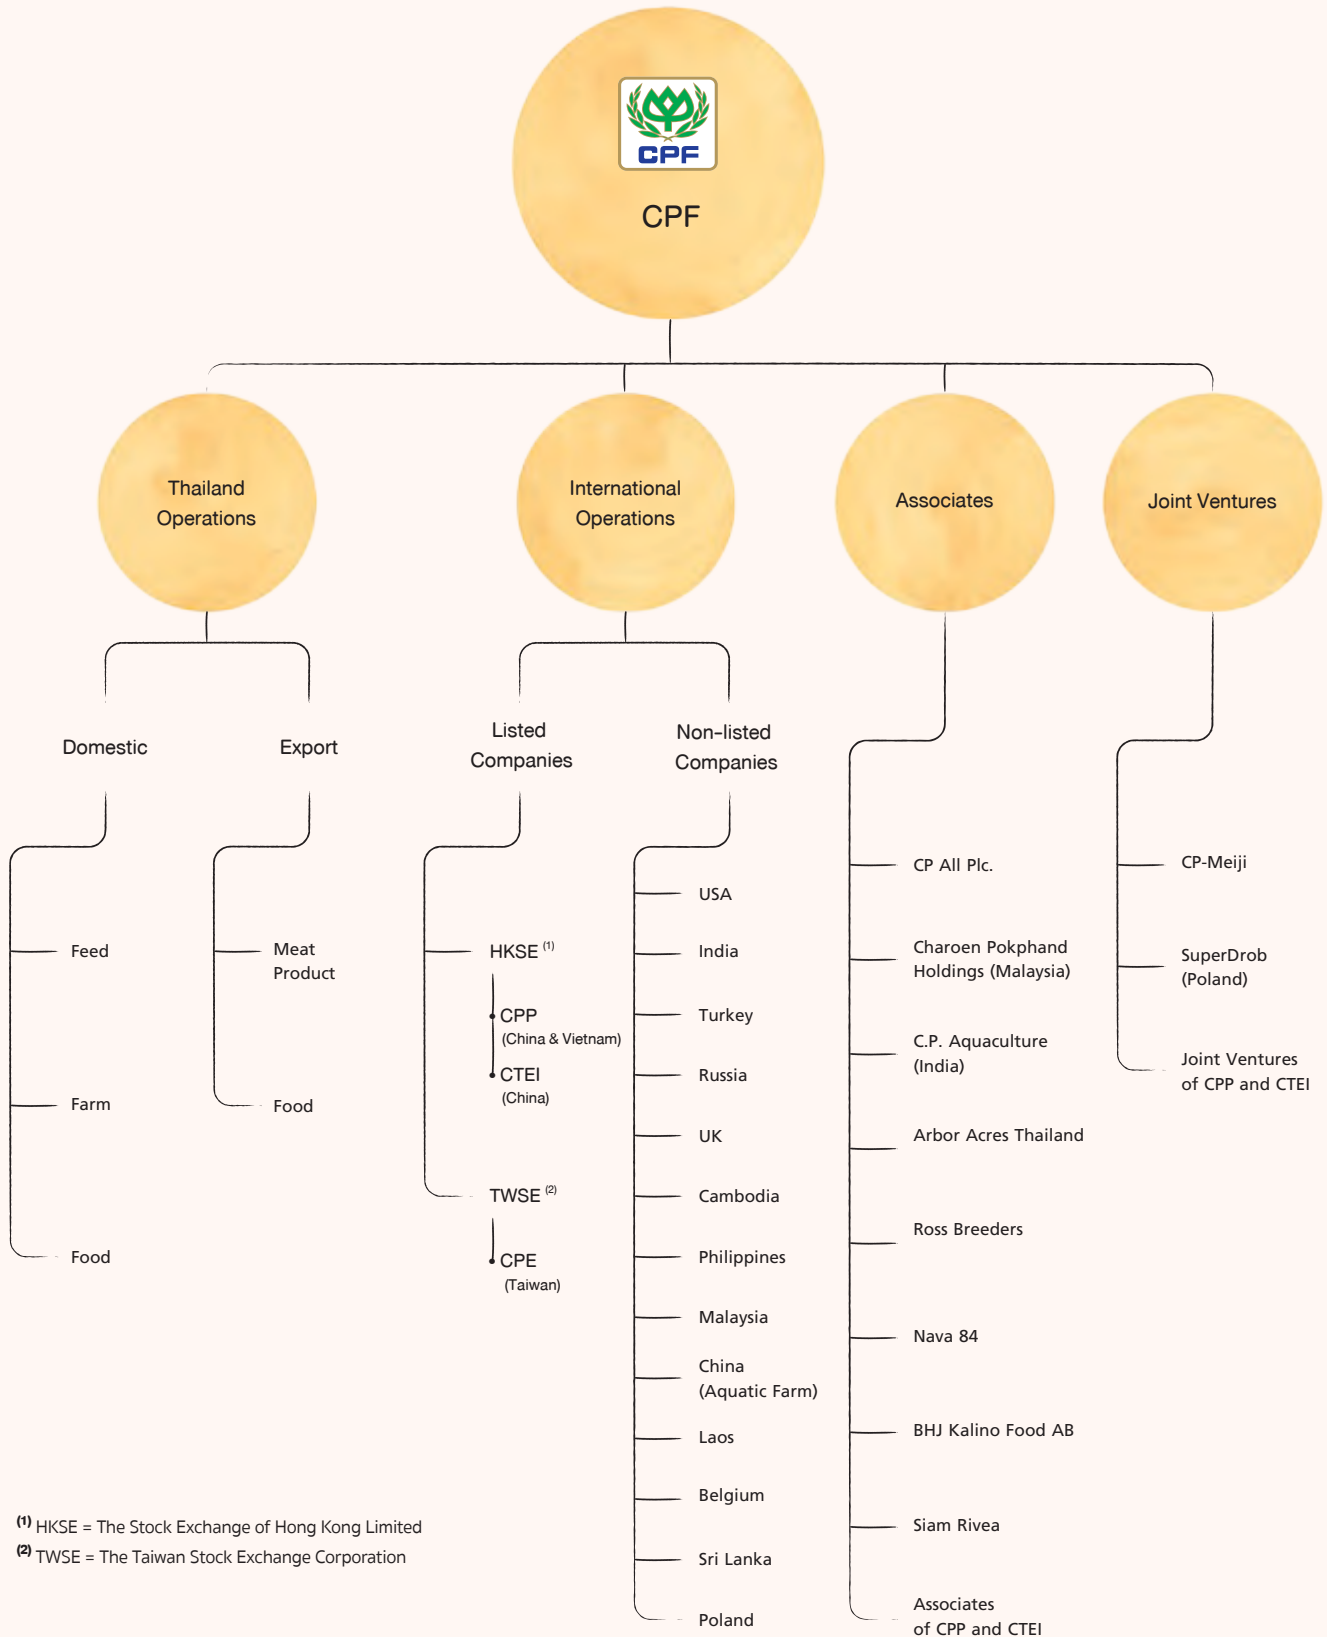 CPF
CPF
Thailand
Operations
International
Operations
Associates
Joint Ventures
Domestic
Export
Listed
Companies
Non-listed
Companies
Feed
Farm
Food
Meat
Product
Food
HKSE (1)
CPP
(China & Vietnam)
CTEI
(China)
TWSE (2)
CPE
(Taiwan)
USA
India
Turkey
Russia
UK
Cambodia
Philippines
Malaysia
China
(Aquatic Farm)
Laos
Belgium
Sri Lanka
Poland
CP All Plc.
Charoen Pokphand
Holdings (Malaysia)
C.P. Aquaculture
(India)
Arbor Acres Thailand
Ross Breeders
Nava 84
BHJ Kalino Food AB
Siam Rivea
Associates
of CPP and CTEI
CP-Meiji
SuperDrob
(Poland)
Joint Ventures
of CPP and CTEI
(1) HKSE = The Stock Exchange of Hong Kong Limited
(2) TWSE = The Taiwan Stock Exchange Corporation